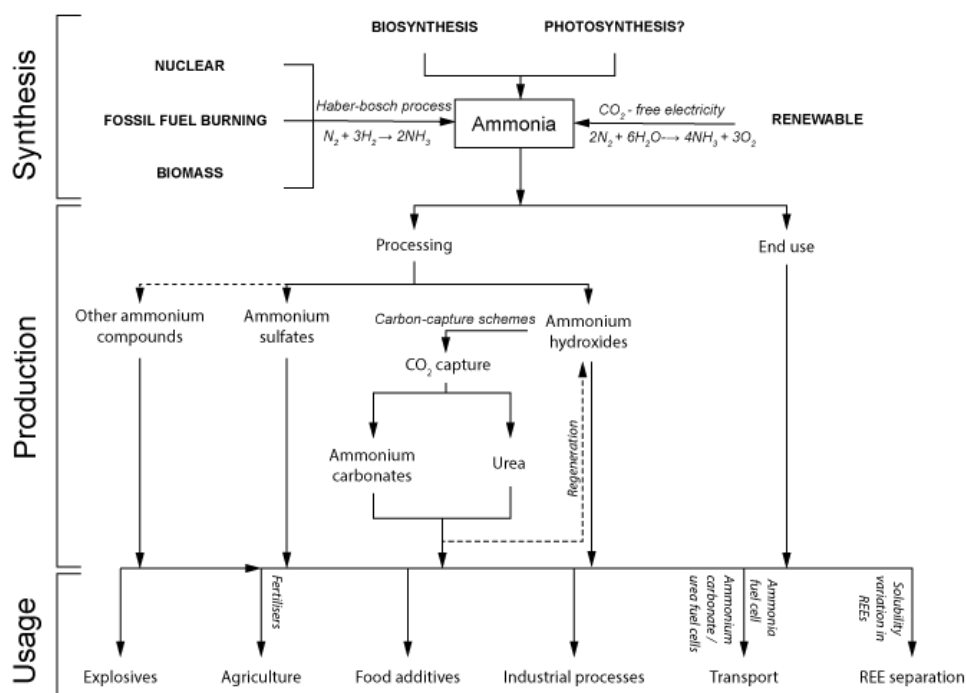 Synthesis
BIOSYNTHESIS
PHOTOSYNTHESIS?
NUCLEAR
FOSSIL FUEL BURNING
BIOMASS
Haber-bosch process
N₂ + 3H₂ → 2NH₃
Ammonia
CO₂ - free electricity
2N₂ + 6H₂O→ 4NH₃ + 3O₂
RENEWABLE
Production
Processing
End use
Other ammonium
compounds
Ammonium
sulfates
Carbon-capture schemes
Ammonium
hydroxides
CO₂ capture
Ammonium
carbonates
Urea
Regeneration
Usage
Fertilisers
Ammonium
carbonate /
urea fuel cells
Ammonia
fuel cell
Solubility
variation in
REEs
Explosives
Agriculture
Food additives
Industrial processes
Transport
REE separation